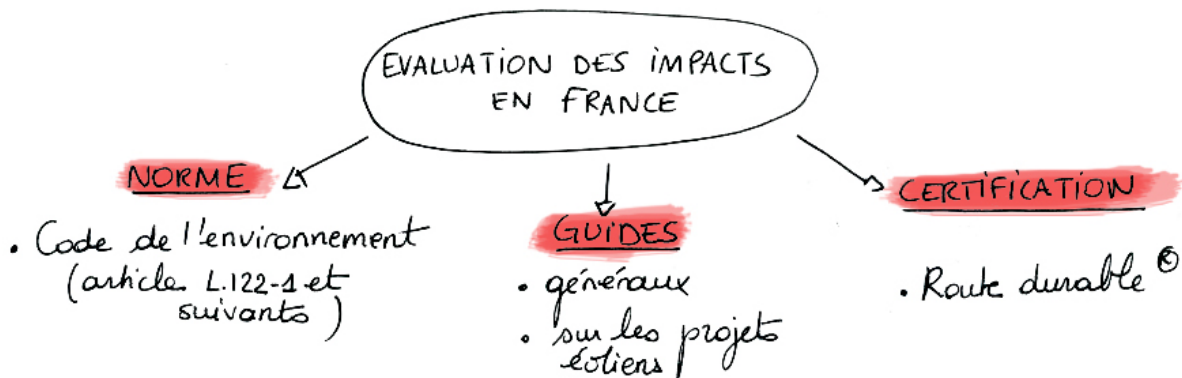 EVALUATION DES IMPACTS
EN FRANCE
NORME
• Code de l'environnement
(article L.122-1 et
suivants)
GUIDES
• généraux
• sur les projets
éoliens
CERTIFICATION
• Route durable ®